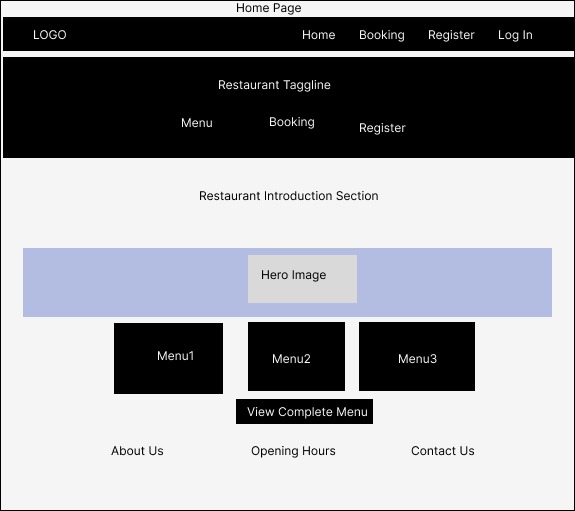 Home Page
LOGO Home Booking Register Log In
Restaurant Taggline
Menu Booking Register
Restaurant Introduction Section
Hero Image
Menu1 Menu2 Menu3
View Complete Menu
About Us Opening Hours Contact Us